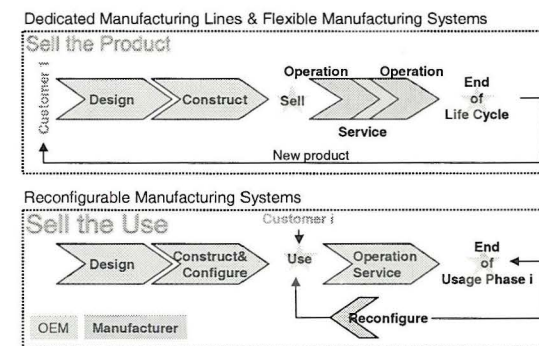 Dedicated Manufacturing Lines & Flexible Manufacturing Systems
Sell the Product
Customer i
Design
Construct
Sell
Operation
Operation
Service
End
of
Life Cycle
New product
Reconfigurable Manufacturing Systems
Sell the Use
Customer i
Design
Construct&
Configure
Use
Operation
Service
End
of
Usage Phase i
Reconfigure
OEM
Manufacturer